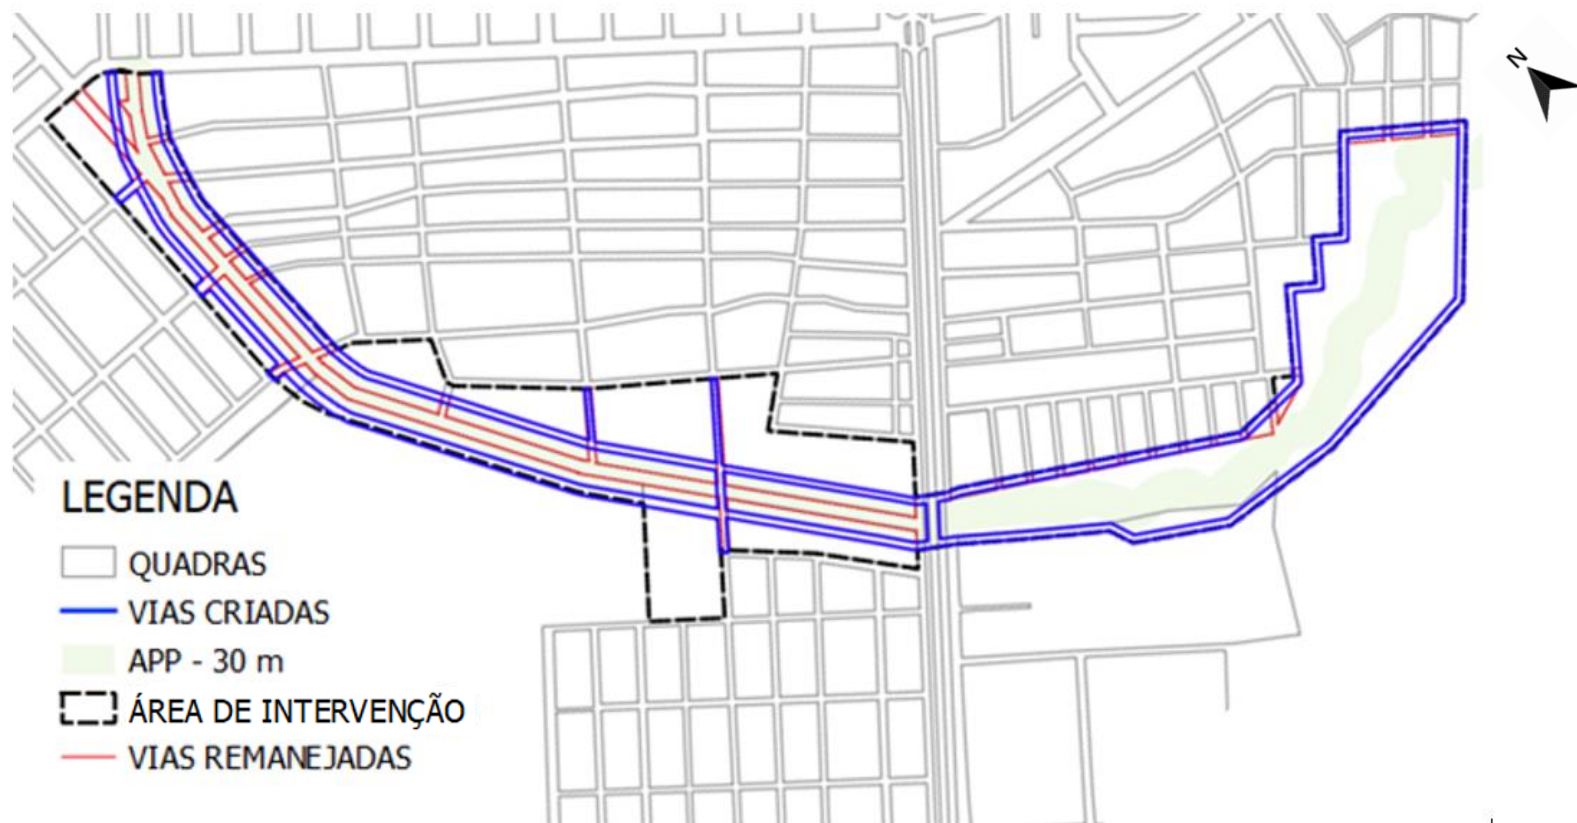 N
LEGENDA
QUADRAS
VIAS CRIADAS
APP - 30 m
ÁREA DE INTERVENÇÃO
VIAS REMANEJADAS